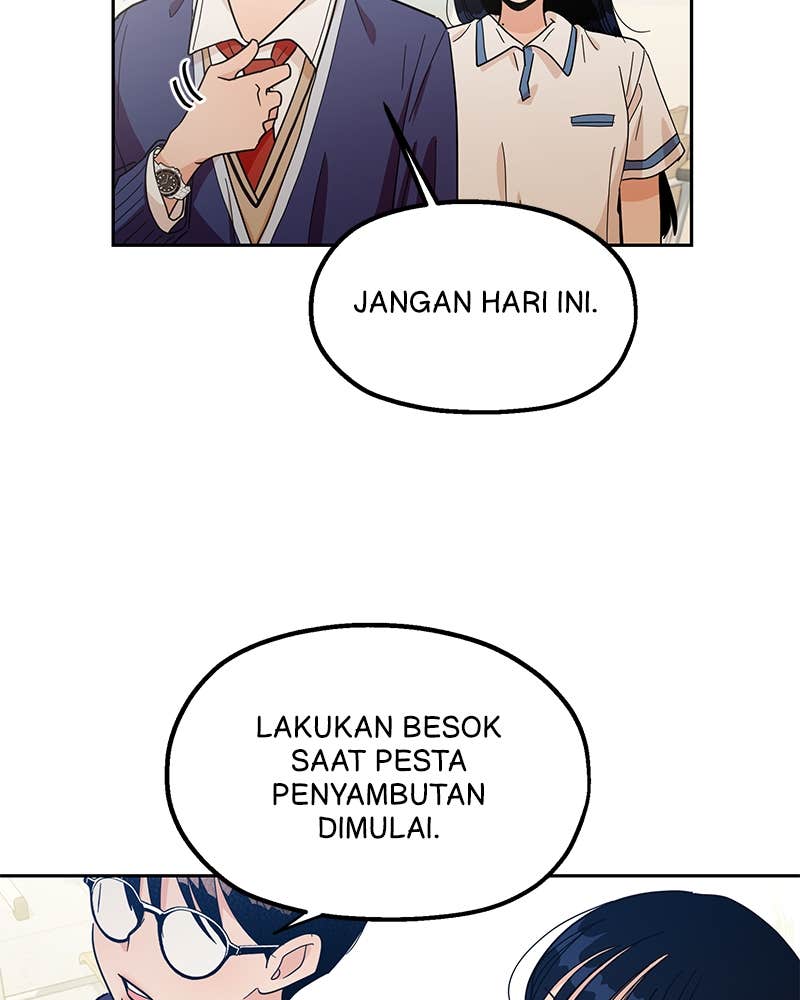 JANGAN HARI INI.
LAKUKAN BESOK
SAAT PESTA
PENYAMBUTAN
DIMULAI.